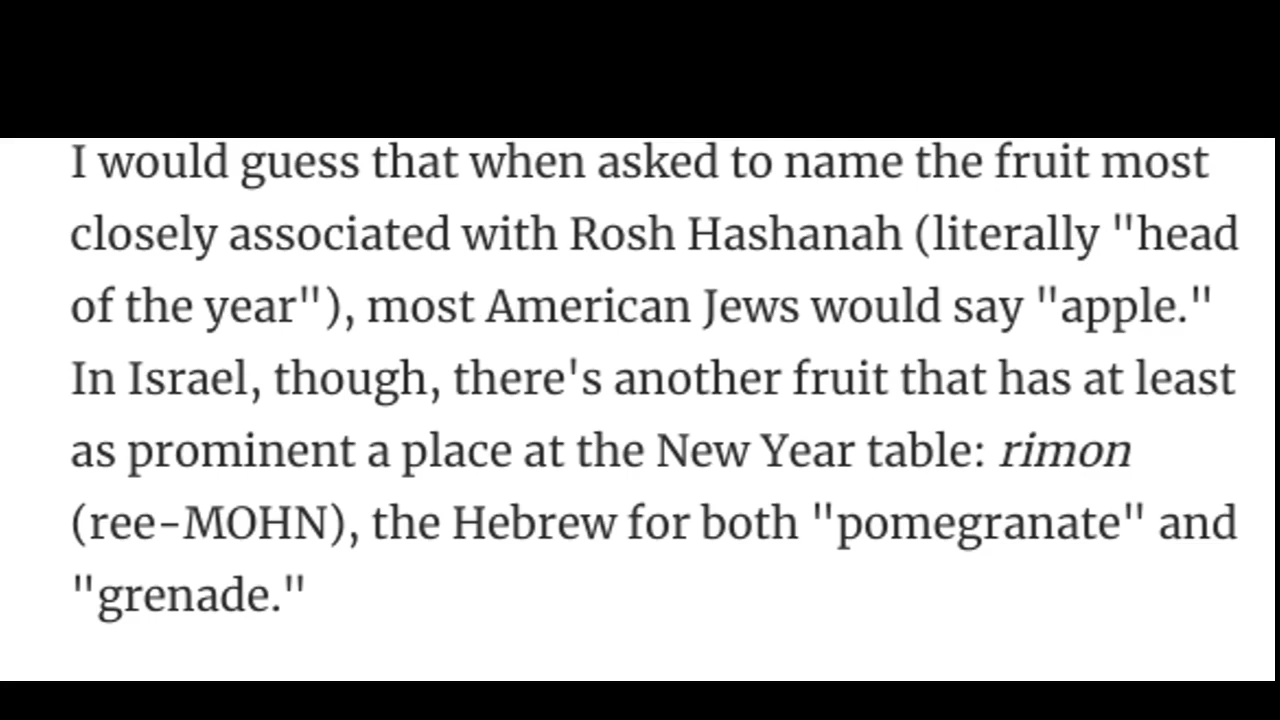 I would guess that when asked to name the fruit most
closely associated with Rosh Hashanah (literally "head
of the year"), most American Jews would say "apple."
In Israel, though, there's another fruit that has at least
as prominent a place at the New Year table: rimon
(ree-MOHN), the Hebrew for both "pomegranate" and
"grenade."